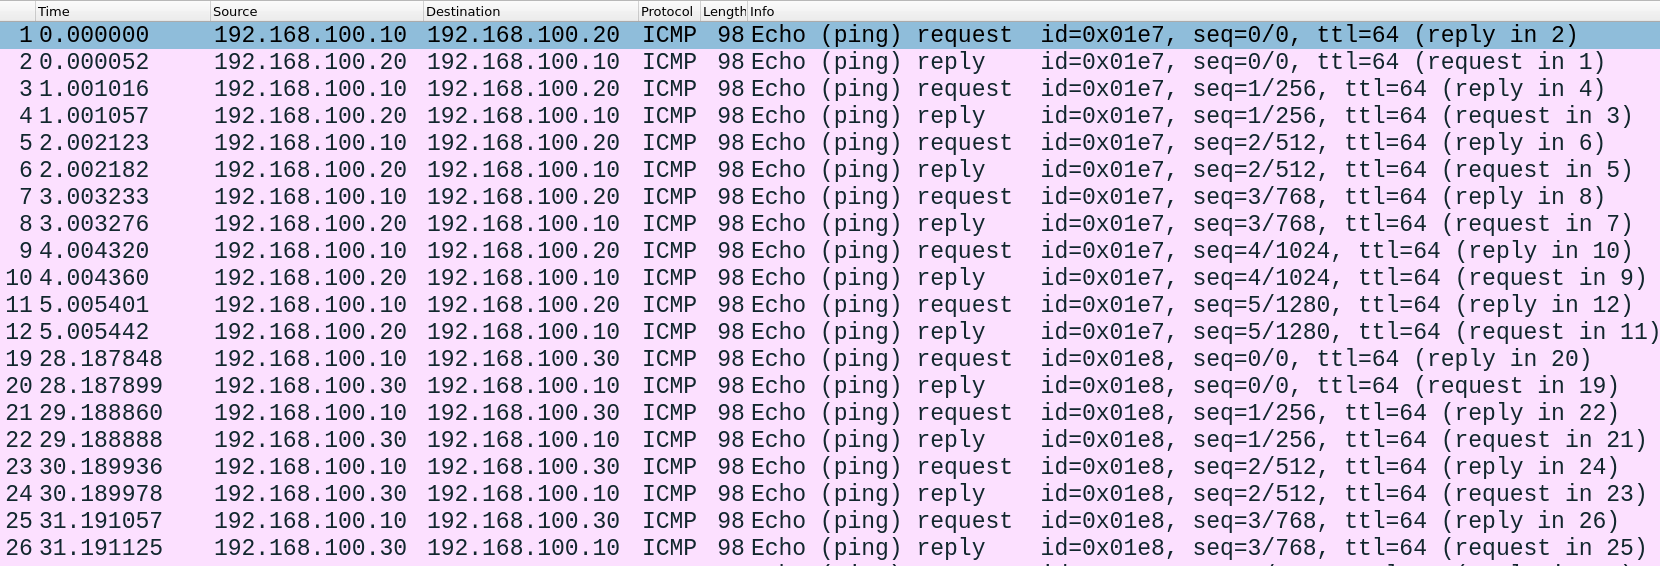 Time Source Destination Protocol Length Info
1 0.000000 192.168.100.10 192.168.100.20 ICMP 98 Echo (ping) request id=0x01e7, seq=0/0, ttl=64 (reply in 2)
2 0.000052 192.168.100.20 192.168.100.10 ICMP 98 Echo (ping) reply id=0x01e7, seq=0/0, ttl=64 (request in 1)
3 1.001016 192.168.100.10 192.168.100.20 ICMP 98 Echo (ping) request id=0x01e7, seq=1/256, ttl=64 (reply in 4)
4 1.001057 192.168.100.20 192.168.100.10 ICMP 98 Echo (ping) reply id=0x01e7, seq=1/256, ttl=64 (request in 3)
5 2.002123 192.168.100.10 192.168.100.20 ICMP 98 Echo (ping) request id=0x01e7, seq=2/512, ttl=64 (reply in 6)
6 2.002182 192.168.100.20 192.168.100.10 ICMP 98 Echo (ping) reply id=0x01e7, seq=2/512, ttl=64 (request in 5)
7 3.003233 192.168.100.10 192.168.100.20 ICMP 98 Echo (ping) request id=0x01e7, seq=3/768, ttl=64 (reply in 8)
8 3.003276 192.168.100.20 192.168.100.10 ICMP 98 Echo (ping) reply id=0x01e7, seq=3/768, ttl=64 (request in 7)
9 4.004320 192.168.100.10 192.168.100.20 ICMP 98 Echo (ping) request id=0x01e7, seq=4/1024, ttl=64 (reply in 10)
10 4.004360 192.168.100.20 192.168.100.10 ICMP 98 Echo (ping) reply id=0x01e7, seq=4/1024, ttl=64 (request in 9)
11 5.005401 192.168.100.10 192.168.100.20 ICMP 98 Echo (ping) request id=0x01e7, seq=5/1280, ttl=64 (reply in 12)
12 5.005442 192.168.100.20 192.168.100.10 ICMP 98 Echo (ping) reply id=0x01e7, seq=5/1280, ttl=64 (request in 11)
19 28.187848 192.168.100.10 192.168.100.30 ICMP 98 Echo (ping) request id=0x01e8, seq=0/0, ttl=64 (reply in 20)
20 28.187899 192.168.100.30 192.168.100.10 ICMP 98 Echo (ping) reply id=0x01e8, seq=0/0, ttl=64 (request in 19)
21 29.188860 192.168.100.10 192.168.100.30 ICMP 98 Echo (ping) request id=0x01e8, seq=1/256, ttl=64 (reply in 22)
22 29.188888 192.168.100.30 192.168.100.10 ICMP 98 Echo (ping) reply id=0x01e8, seq=1/256, ttl=64 (request in 21)
23 30.189936 192.168.100.10 192.168.100.30 ICMP 98 Echo (ping) request id=0x01e8, seq=2/512, ttl=64 (reply in 24)
24 30.189978 192.168.100.30 192.168.100.10 ICMP 98 Echo (ping) reply id=0x01e8, seq=2/512, ttl=64 (request in 23)
25 31.191057 192.168.100.10 192.168.100.30 ICMP 98 Echo (ping) request id=0x01e8, seq=3/768, ttl=64 (reply in 26)
26 31.191125 192.168.100.30 192.168.100.10 ICMP 98 Echo (ping) reply id=0x01e8, seq=3/768, ttl=64 (request in 25)